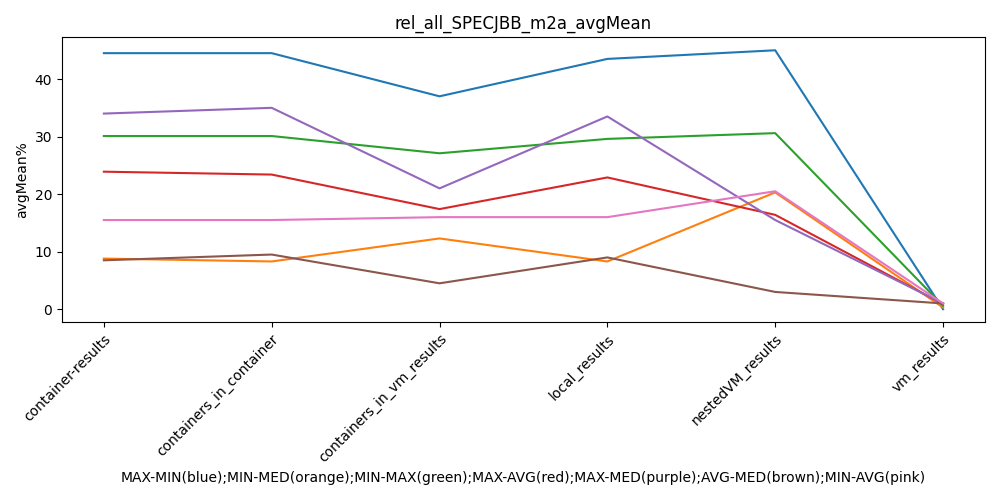 rel_all_SPECJBB_m2a_avgMean
avgMean%
40
30
20
10
0
container-results
containers_in_container
containers_in_vm_results
local_results
nestedVM_results
vm_results
MAX-MIN(blue);MIN-MED(orange);MIN-MAX(green);MAX-AVG(red);MAX-MED(purple);AVG-MED(brown);MIN-AVG(pink)